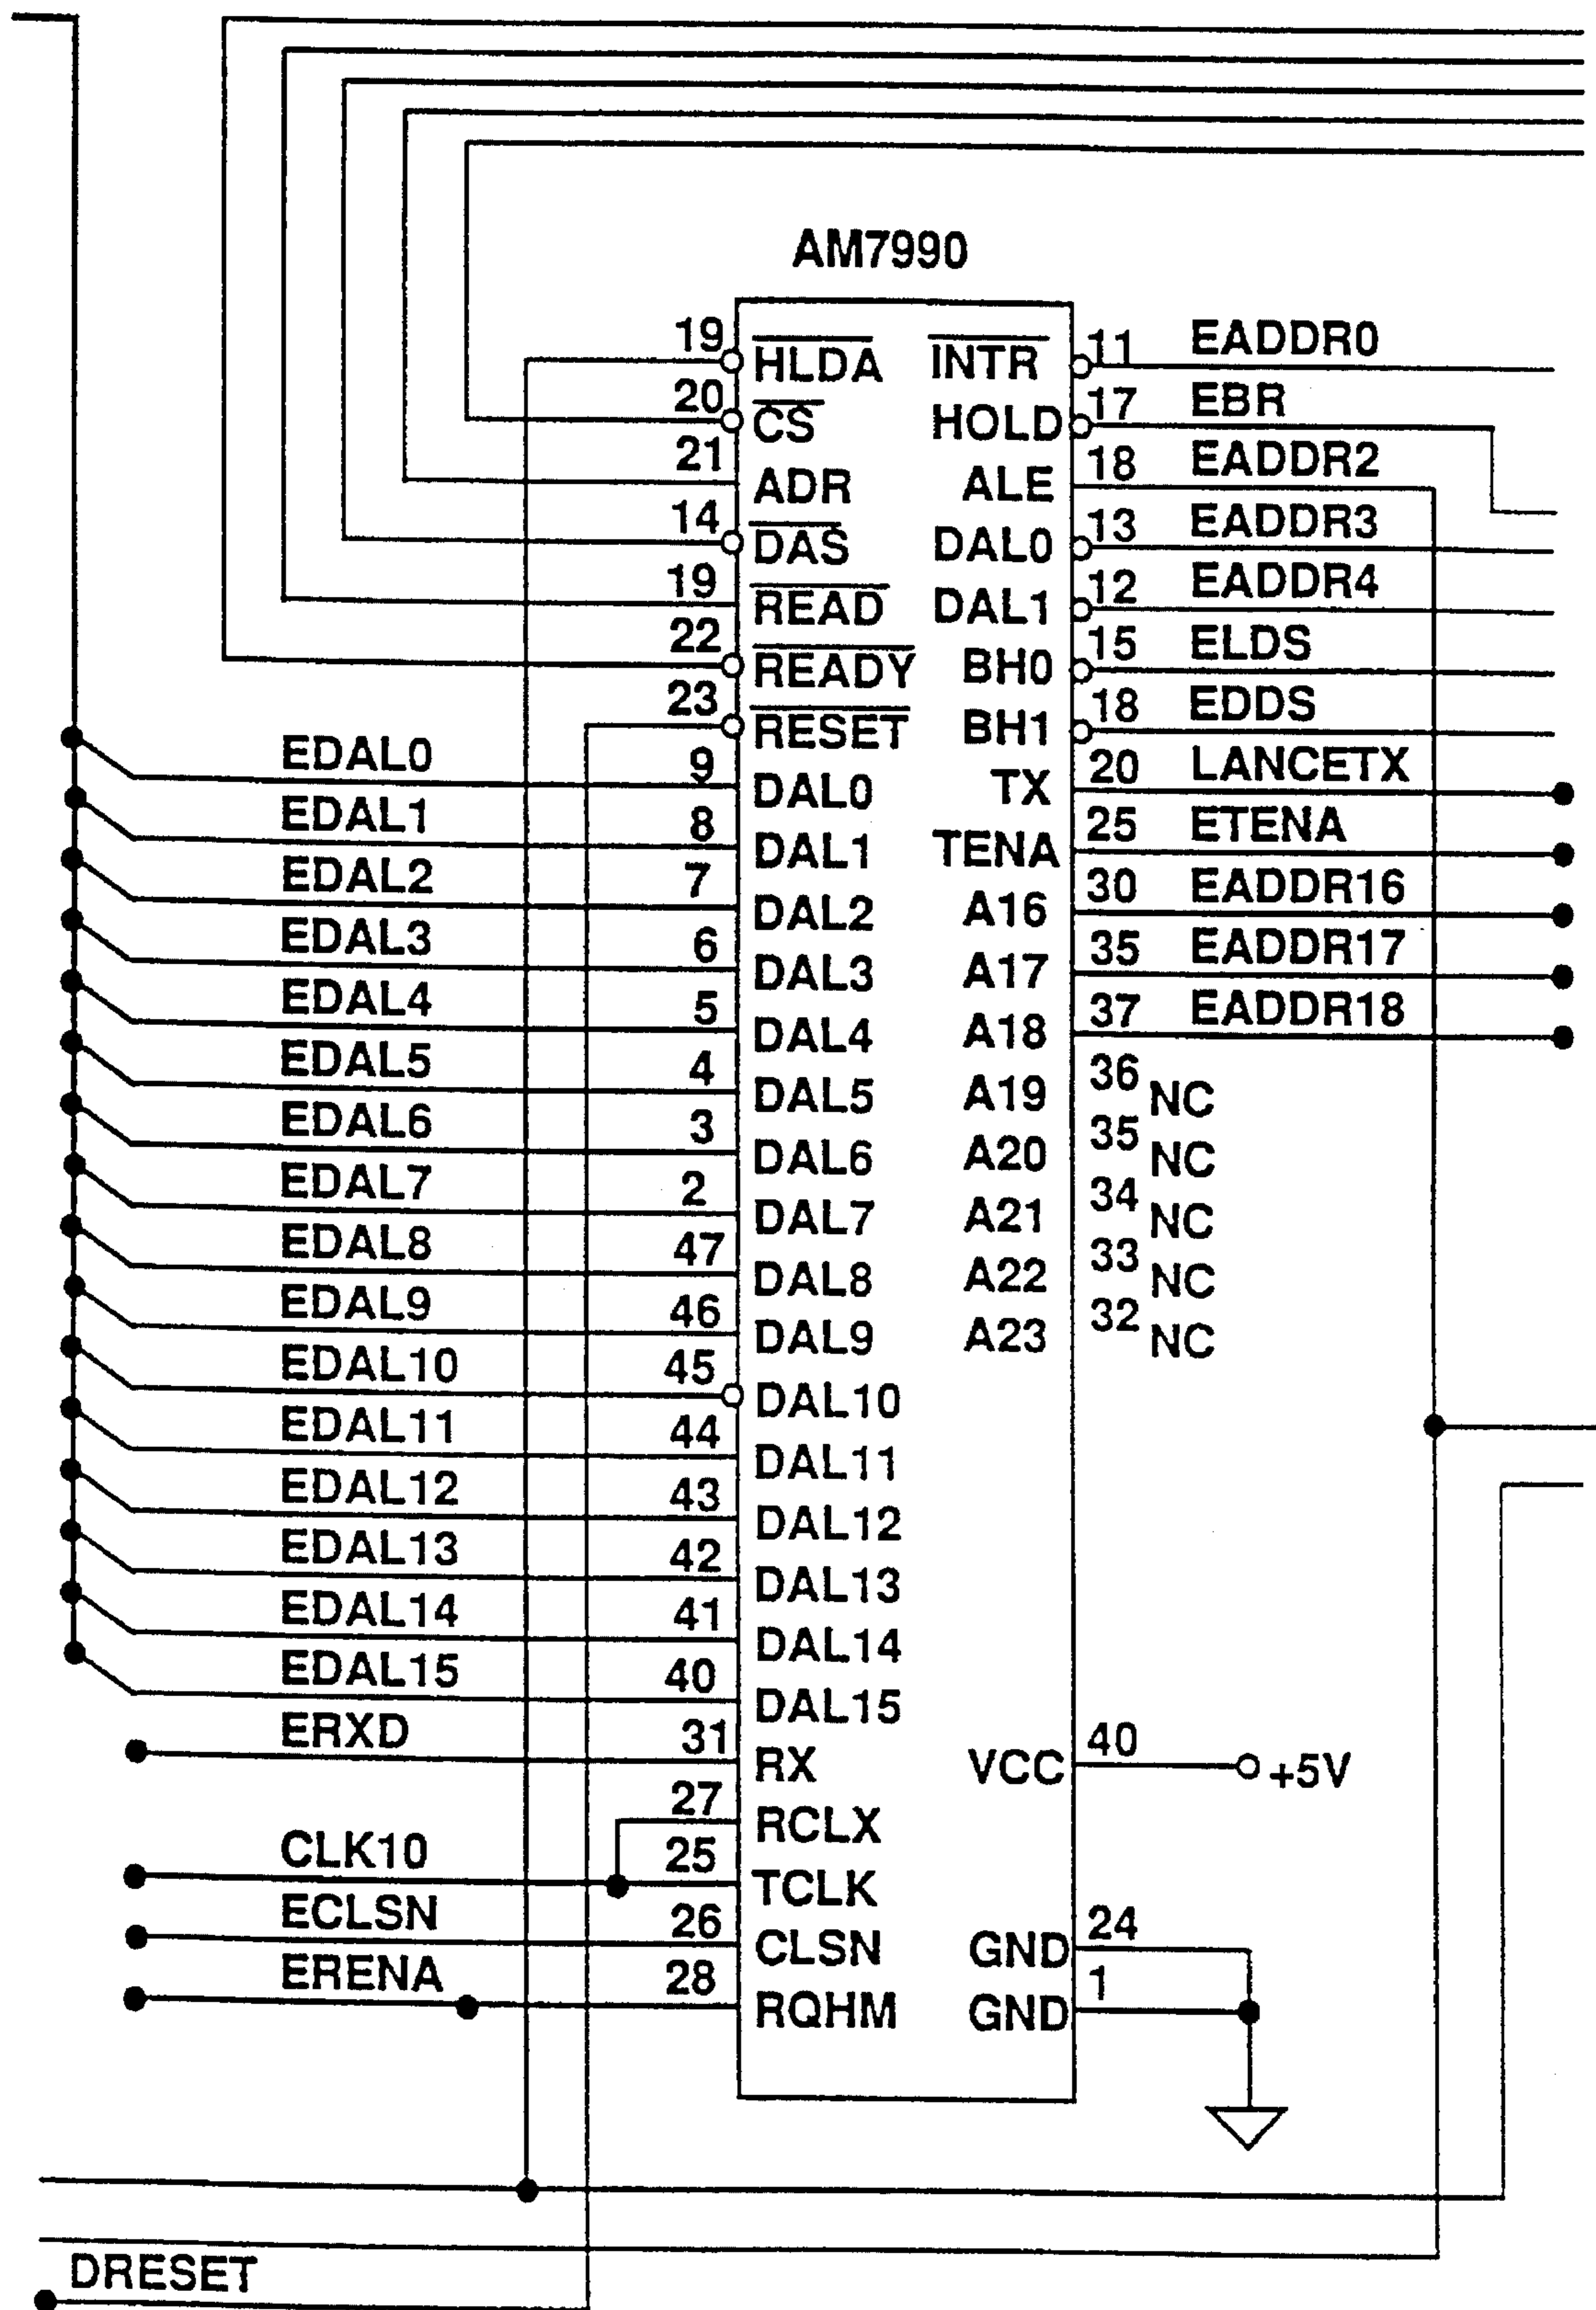 AM7990
19 HLDA INTR 11 EADDR0
20 CS HOLD 17 EBR
21 ADR ALE 18 EADDR2
14 DAS DAL0 13 EADDR3
19 READ DAL1 12 EADDR4
22 READY BH0 15 ELDS
23 RESET BH1 18 EDDS
EDAL0 9 DAL0 TX 20 LANCETX
EDAL1 8 DAL1 TENA 25 ETENA
EDAL2 7 DAL2 A16 30 EADDR16
EDAL3 6 DAL3 A17 35 EADDR17
EDAL4 5 DAL4 A18 37 EADDR18
EDAL5 4 DAL5 A19 36 NC
EDAL6 3 DAL6 A20 35 NC
EDAL7 2 DAL7 A21 34 NC
EDAL8 47 DAL8 A22 33 NC
EDAL9 46 DAL9 A23 32 NC
EDAL10 45 DAL10
EDAL11 44 DAL11
EDAL12 43 DAL12
EDAL13 42 DAL13
EDAL14 41 DAL14
EDAL15 40 DAL15
ERXD 31 RX VCC 40 +5V
27 RCLX
CLK10 25 TCLK
ECLSN 26 CLSN GND 24
ERENA 28 RQHM GND 1
DRESET